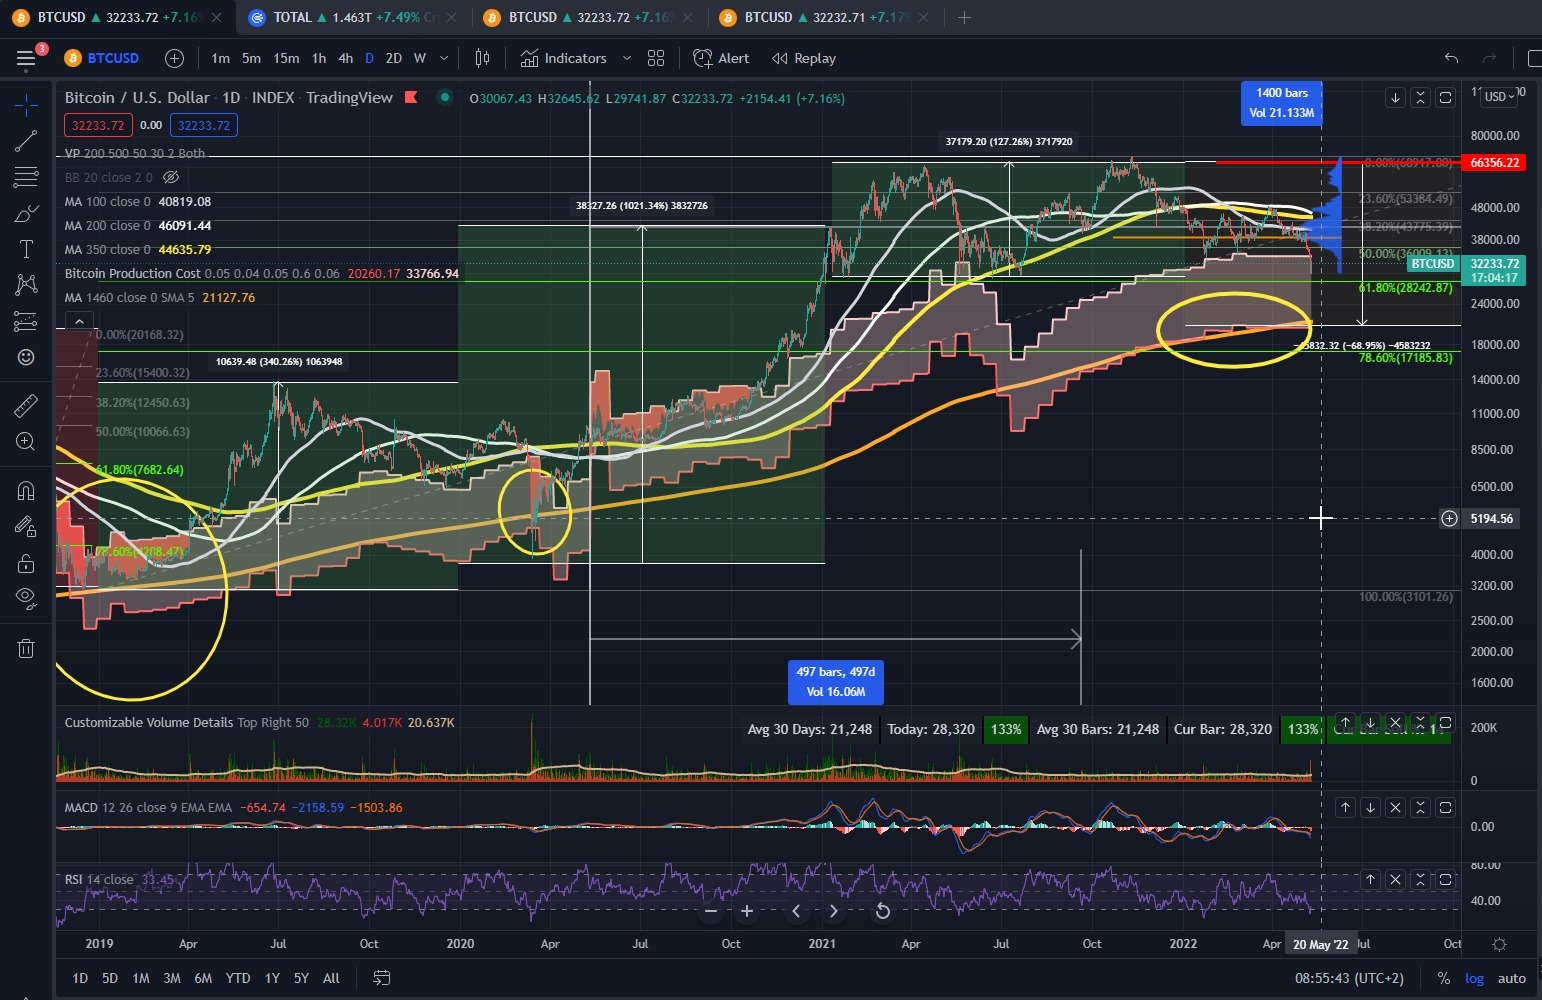 BTCUSD ▲ 32233.72 +7.16
TOTAL ▲ 1.463T +7.49%
BTCUSD ▲ 32233.72 +7.16
BTCUSD ▲ 32232.71 +7.17%
3
BTCUSD 1m 5m 15m 1h 4h D 2D W Indicators Alert Replay
Bitcoin / U.S. Dollar · 1D · INDEX · TradingView O30067.43 H32645.62 L29741.87 C32233.72 +2154.41 (+7.16%)
32233.72 0.00 32233.72
VP 200 500 50 30 2 Both
BB 20 close 2 0
MA 100 close 0 40819.08
MA 200 close 0 46091.44
MA 350 close 0 44635.79
Bitcoin Production Cost 0.05 0.04 0.05 0.6 0.06 20260.17 33766.94
MA 1460 close 0 SMA 5 21127.76
1400 bars
Vol 21.133M
USD
37179.20 (127.26%) 3717920
38327.26 (1021.34%) 3832726
10639.48 (340.26%) 1063948
(−68.95%) −4583232
497 bars, 497d
Vol 16.06M
0.00%(20168.32)
23.60%(15400.32)
38.20%(12450.63)
50.00%(10066.63)
61.80%(7682.64)
78.60%(4288.47)
0.00%(68917.00)
23.60%(53384.49)
38.20%(43775.39)
50.00%(36009.13)
61.80%(28242.87)
78.60%(17185.83)
100.00%(3101.26)
80000.00
66356.22
48000.00
38000.00
BTCUSD 32233.72
17:04:17
24000.00
18000.00
14000.00
11000.00
8500.00
6500.00
5194.56
4000.00
3200.00
2500.00
2000.00
1600.00
Customizable Volume Details Top Right 50 28.32K 4.017K 20.637K
Avg 30 Days: 21,248 Today: 28,320 133% Avg 30 Bars: 21,248 Cur Bar: 28,320 133%
200K
0
MACD 12 26 close 9 EMA EMA −654.74 −2158.59 −1503.86
0.00
RSI 14 close 33.45
80.00
40.00
2019 Apr Jul Oct 2020 Apr Jul Oct 2021 Apr Jul Oct 2022 Apr 20 May '22 Jul Oct
1D 5D 1M 3M 6M YTD 1Y 5Y All 08:55:43 (UTC+2) % log auto